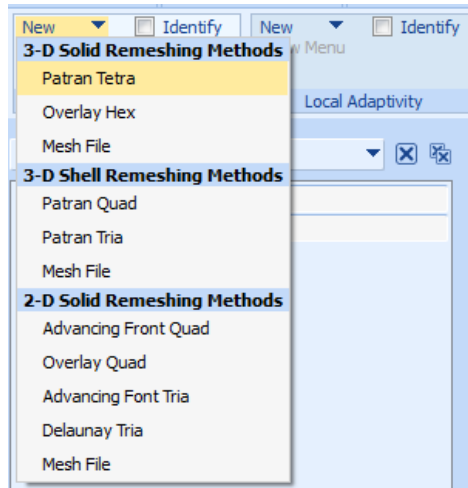 New Identify New Identify
3-D Solid Remeshing Methods w Menu
Patran Tetra
Overlay Hex Local Adaptivity
Mesh File
3-D Shell Remeshing Methods
Patran Quad
Patran Tria
Mesh File
2-D Solid Remeshing Methods
Advancing Front Quad
Overlay Quad
Advancing Font Tria
Delaunay Tria
Mesh File